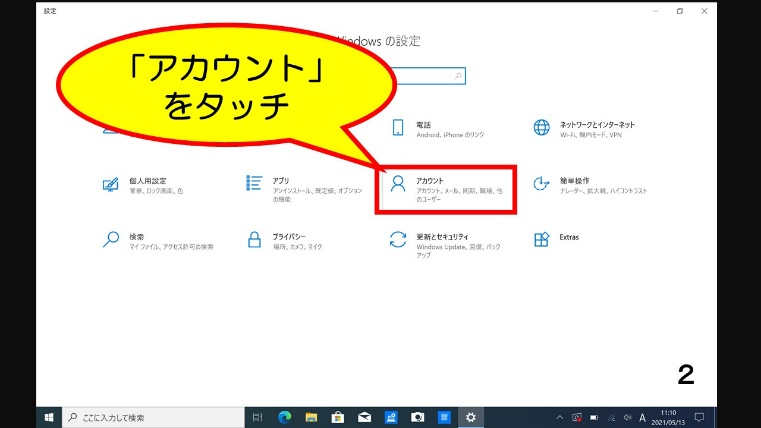 設定
Windows の設定
「アカウント」
をタッチ
電話
Android、iPhone のリンク
ネットワークとインターネット
Wi-Fi、機内モード、VPN
個人用設定
背景、ロック画面、色
アプリ
アンインストール、既定値、オプション
の機能
アカウント
アカウント、メール、同期、職場、他
のユーザー
簡単操作
ナレーター、拡大鏡、ハイコントラスト
検索
マイ ファイル、アクセス許可の検索
プライバシー
場所、カメラ、マイク
更新とセキュリティ
Windows Update、回復、バック
アップ
Extras
2
ここに入力して検索
A
11:10
2021/05/13